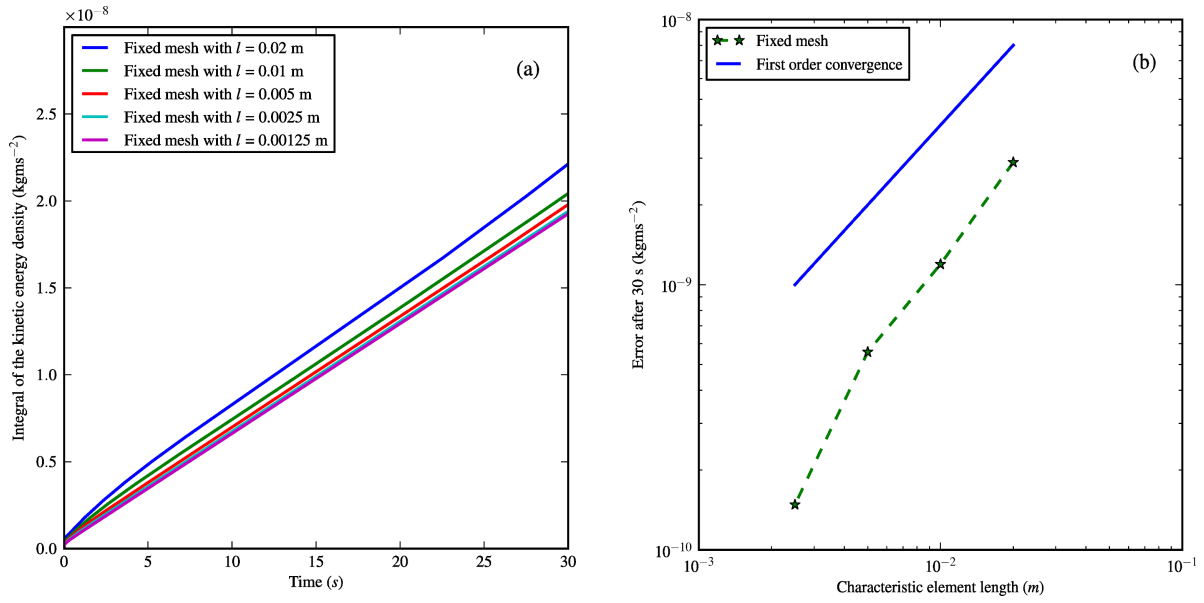 ×10⁻⁸
Fixed mesh with l = 0.02 m
Fixed mesh with l = 0.01 m
Fixed mesh with l = 0.005 m
Fixed mesh with l = 0.0025 m
Fixed mesh with l = 0.00125 m
(a)
2.5
2.0
1.5
1.0
0.5
0.0
Integral of the kinetic energy density (kgms⁻²)
0
5
10
15
20
25
30
Time (s)
Fixed mesh
First order convergence
(b)
10⁻⁸
10⁻⁹
10⁻¹⁰
Error after 30 s (kgms⁻²)
10⁻³
10⁻²
10⁻¹
Characteristic element length (m)